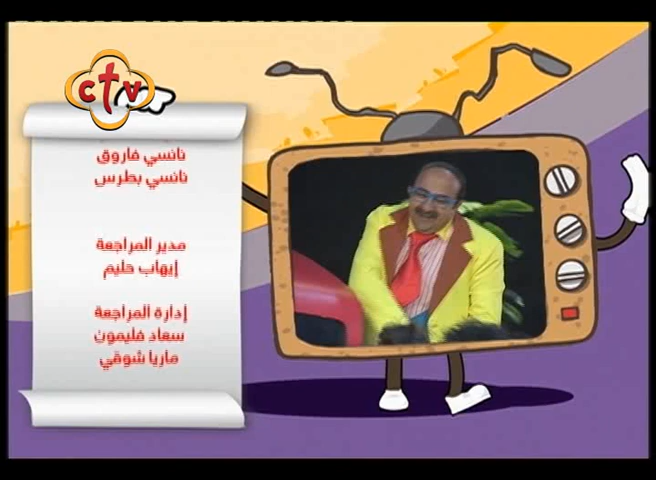 ctv
نانسي فاروق
نانسي بطرس
مدير المراجعة
إيهاب حليم
إدارة المراجعة
سعاد فليمون
ماريا شوقي